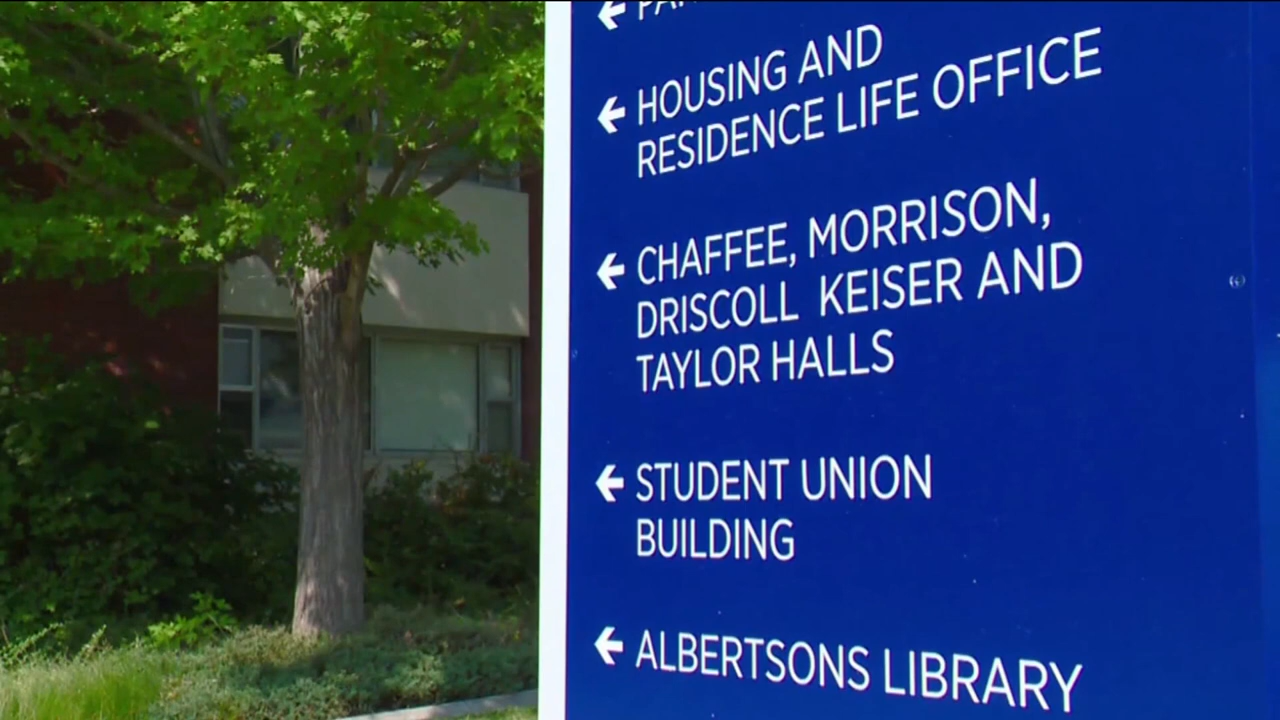 HOUSING AND
RESIDENCE LIFE OFFICE
CHAFFEE, MORRISON,
DRISCOLL KEISER AND
TAYLOR HALLS
STUDENT UNION
BUILDING
ALBERTSONS LIBRARY